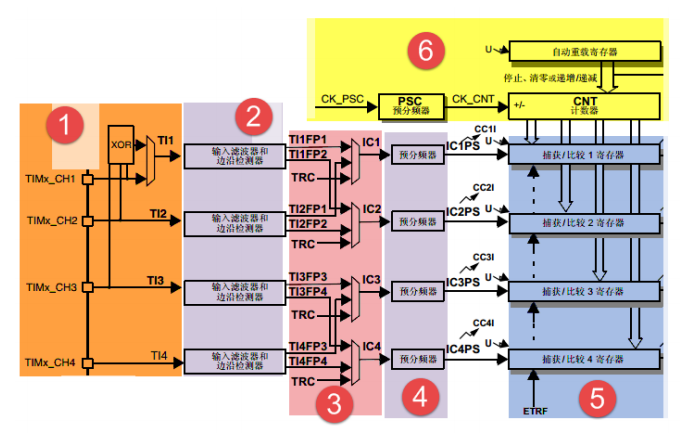 6
U
自动重载寄存器
停止、清零或递增/递减
CK_PSC
PSC
预分频器
CK_CNT
+/-
CNT
计数器
1
2
XOR
TI1
TIMx_CH1
输入滤波器和
边沿检测器
TI1FP1
TI1FP2
TRC
IC1
预分频器
IC1PS
CC1I
U
捕获/比较 1 寄存器
TIMx_CH2
TI2
输入滤波器和
边沿检测器
TI2FP1
TI2FP2
TRC
IC2
预分频器
IC2PS
CC2I
U
捕获/比较 2 寄存器
TIMx_CH3
TI3
输入滤波器和
边沿检测器
TI3FP3
TI3FP4
TRC
IC3
预分频器
IC3PS
CC3I
U
捕获/比较 3 寄存器
TIMx_CH4
TI4
输入滤波器和
边沿检测器
TI4FP3
TI4FP4
TRC
IC4
预分频器
IC4PS
CC4I
U
捕获/比较 4 寄存器
3
4
5
ETRF